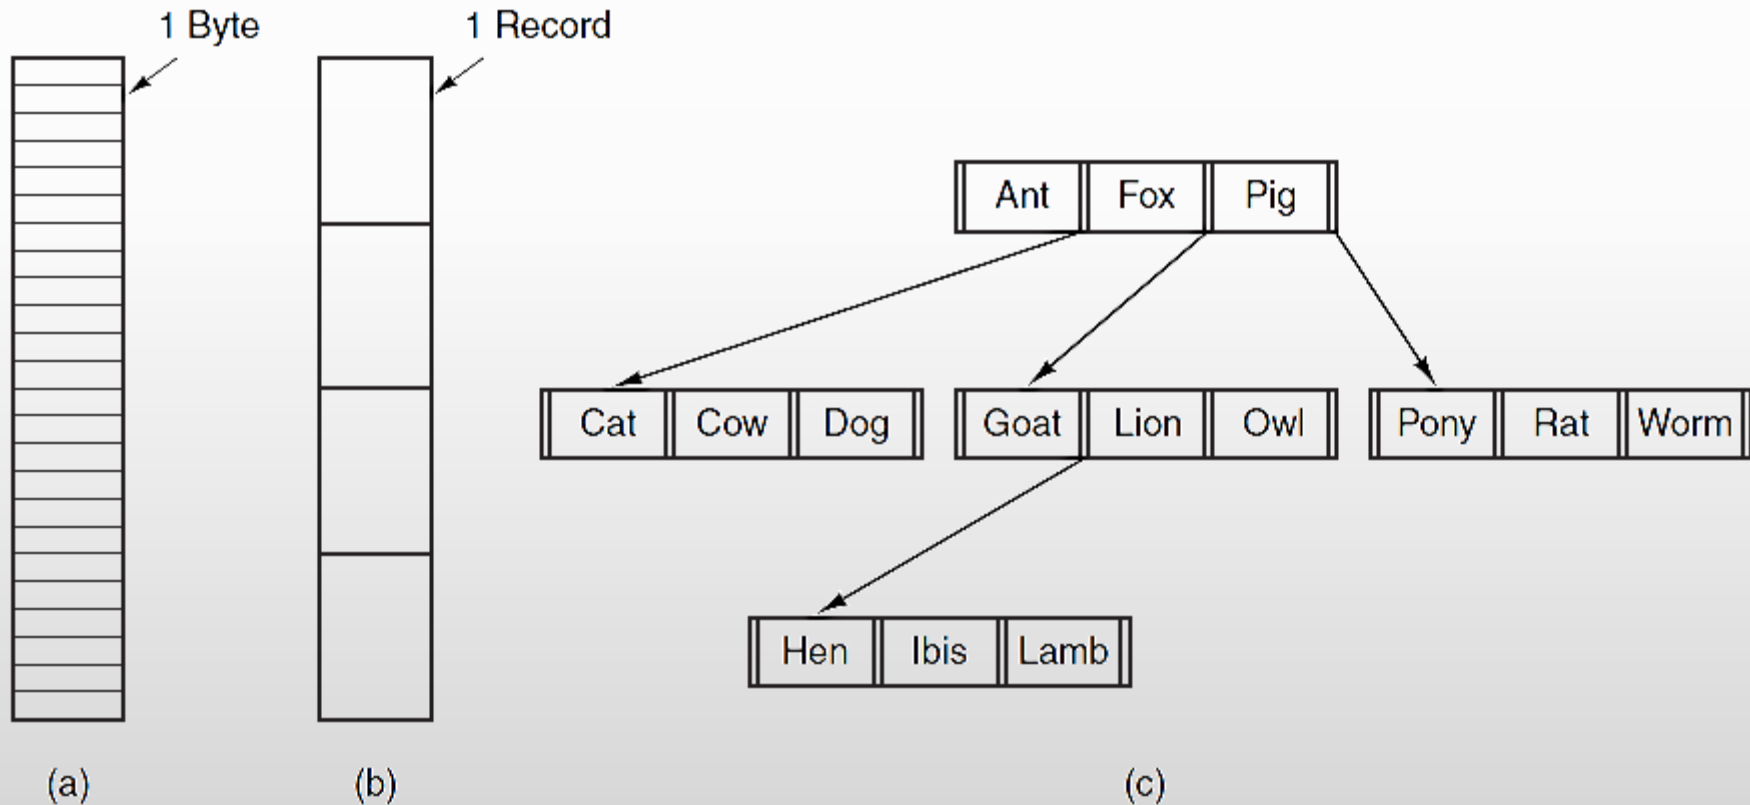 1 Byte
1 Record
Ant Fox Pig
Cat Cow Dog
Goat Lion Owl
Pony Rat Worm
Hen Ibis Lamb
(a)
(b)
(c)